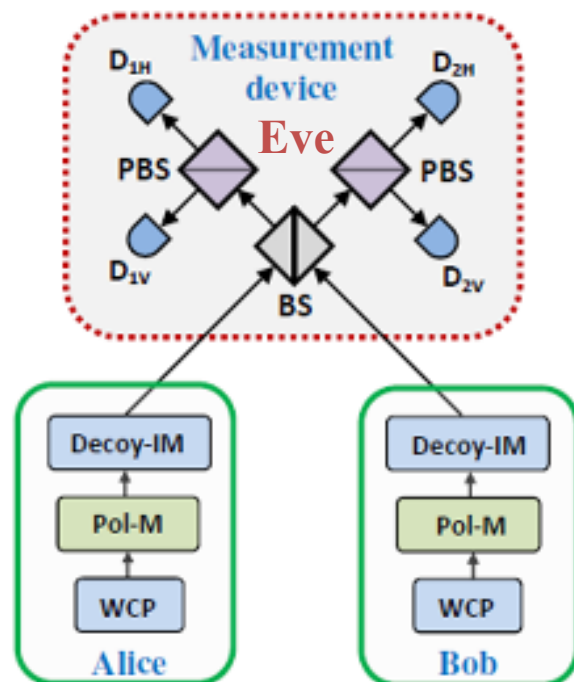 Measurement
device
Eve
D1H
D2H
PBS
PBS
D1V
D2V
BS
Decoy-IM
Pol-M
WCP
Alice
Decoy-IM
Pol-M
WCP
Bob